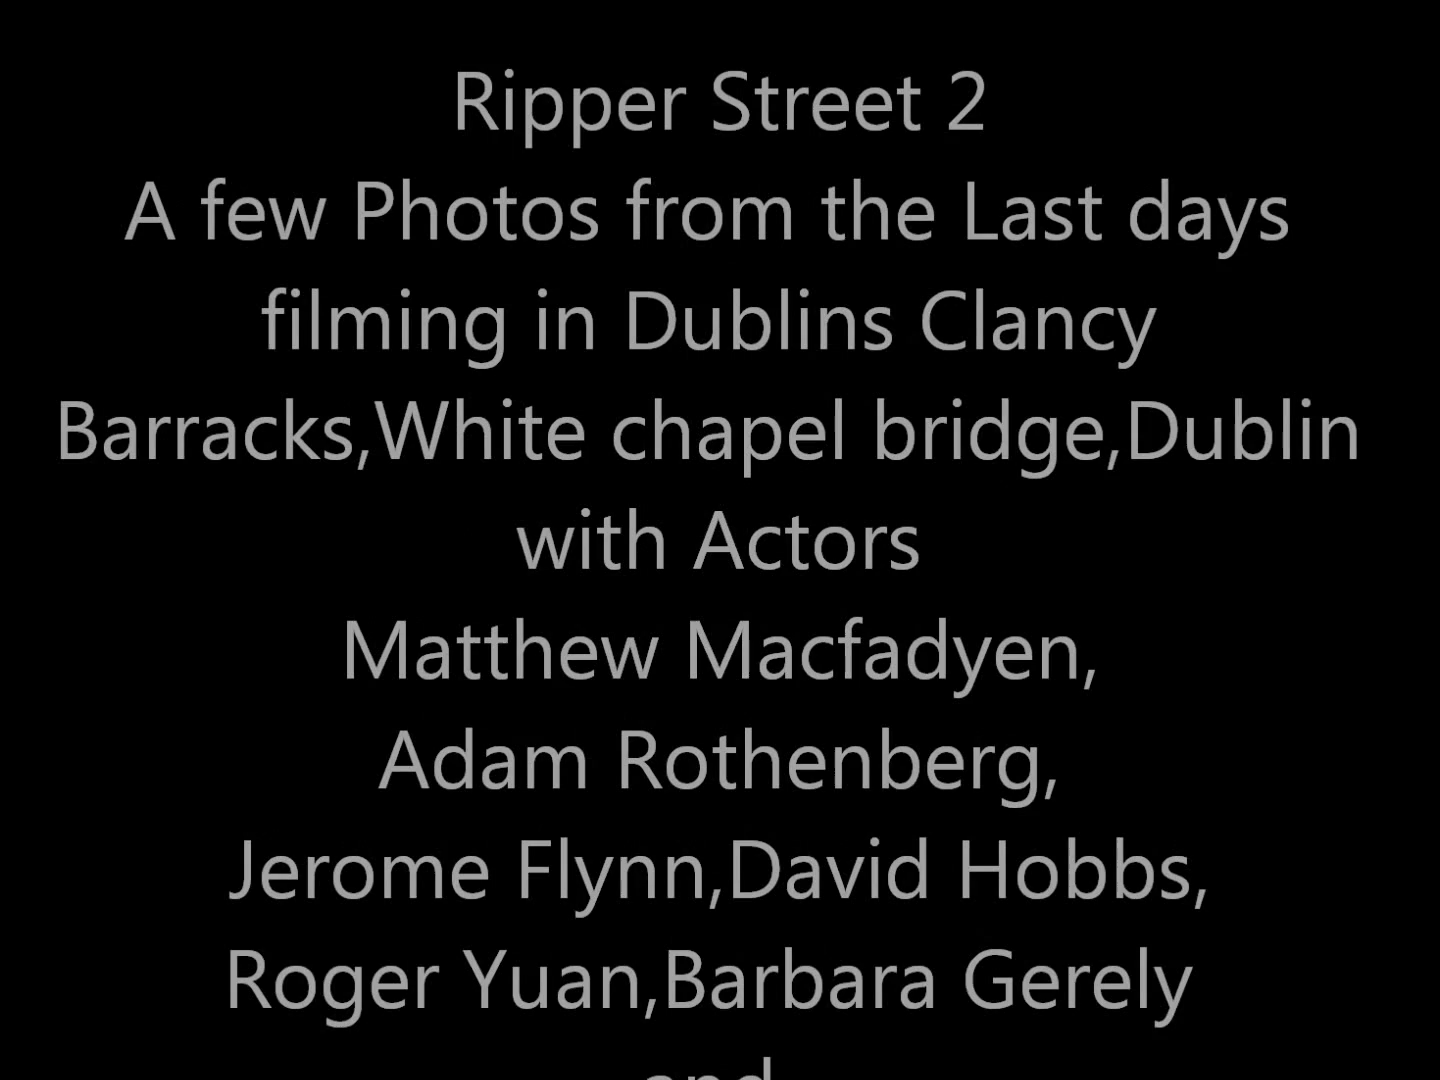 Ripper Street 2
A few Photos from the Last days
filming in Dublins Clancy
Barracks,White chapel bridge,Dublin
with Actors
Matthew Macfadyen,
Adam Rothenberg,
Jerome Flynn,David Hobbs,
Roger Yuan,Barbara Gerely
and